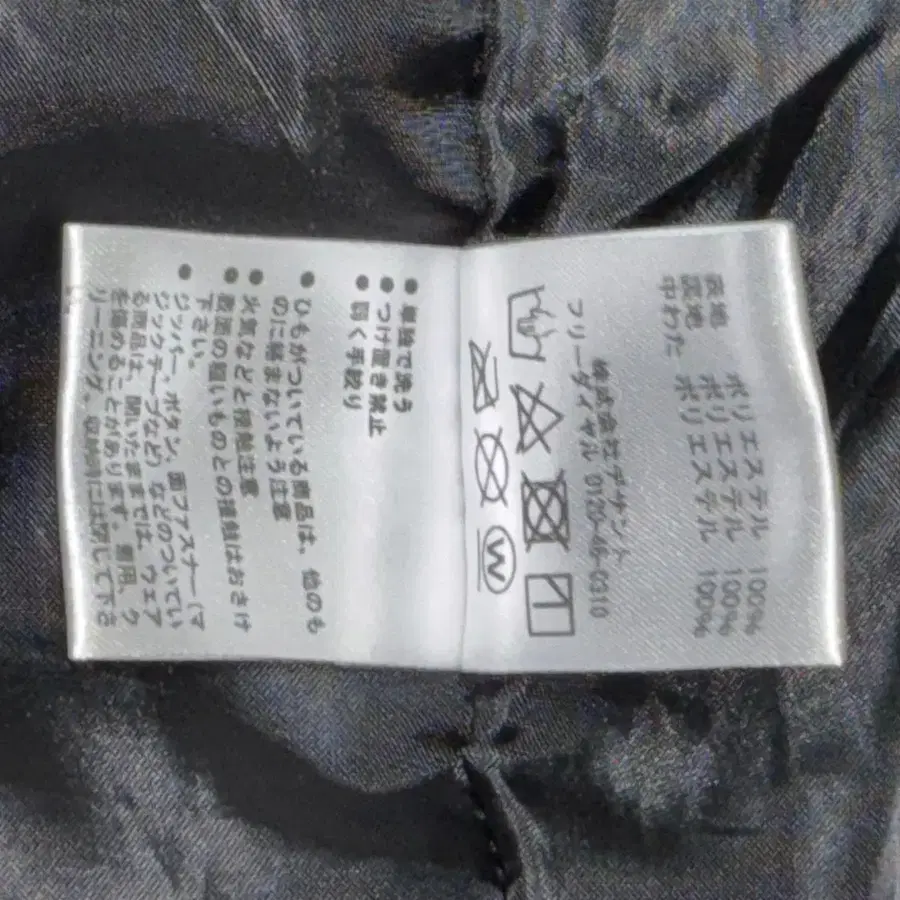 表地 ポリエステル 100%
裏地 ポリエステル 100%
中わた ポリエステル 100%
株式会社デサント
フリーダイヤル 0120-46-0310
W
● 単独で洗う
● つけ置き禁止
● 弱く手絞り
● ひもがついている商品は、他のも
のに絡まないよう注意
● 火気などと接触注意
● 表面の粗いものとの接触はおさけ
下さい。
● ジッパー、ボタン、面ファスナー(マ
ジックテープなど)などのついてい
る商品は、開いたままでは、ウェア
を傷めることがあります。着用、ク
リーニング、収納時には閉じて下さ